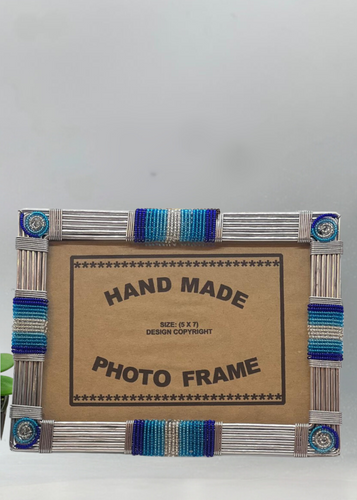 HAND MADE
SIZE: (5 X 7)
DESIGN COPYRIGHT
PHOTO FRAME